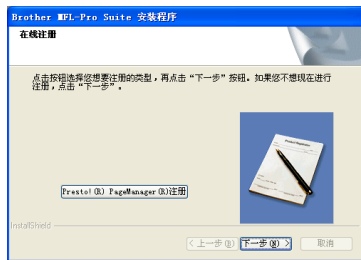 Brother MFL-Pro Suite 安装程序
在线注册
点击按钮选择您想要注册的类型，再点击“下一步”按钮。如果您不想现在进行
注册，点击“下一步”。
Presto!(R) PageManager(R)注册
InstallShield
< 上一步(B) 下一步(N) > 取消